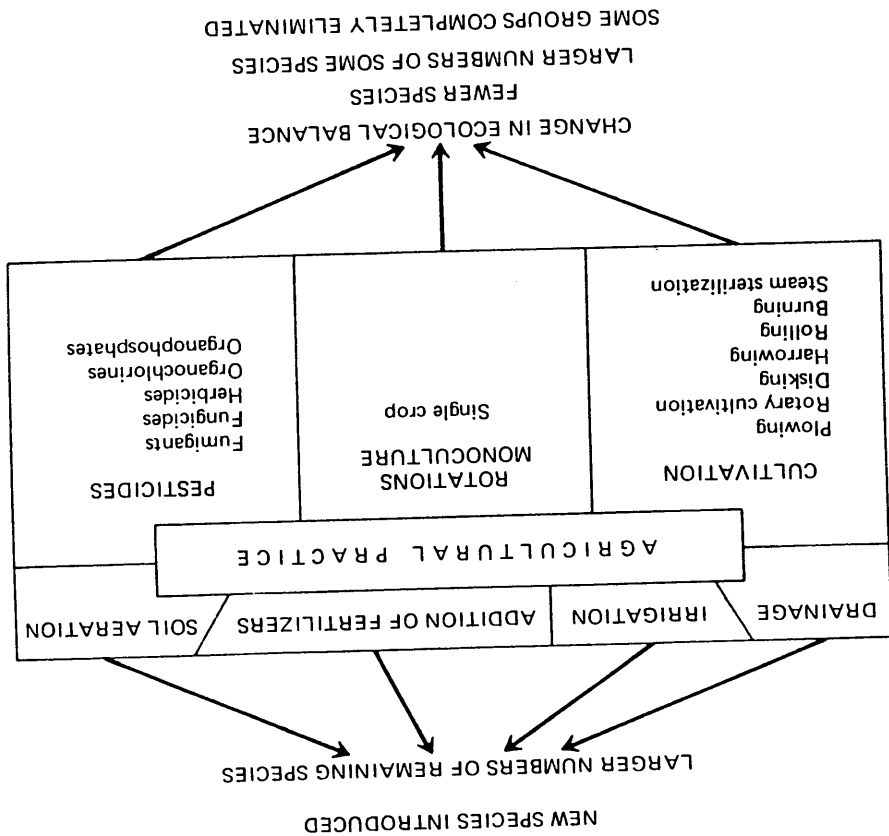 NEW SPECIES INTRODUCED
LARGER NUMBERS OF REMAINING SPECIES
DRAINAGE
IRRIGATION
ADDITION OF FERTILIZERS
SOIL AERATION
AGRICULTURAL PRACTICE
CULTIVATION
Plowing
Rotary cultivation
Disking
Harrowing
Rolling
Burning
Steam sterilization
ROTATIONS
MONOCULTURE
Single crop
PESTICIDES
Fumigants
Fungicides
Herbicides
Organochlorines
Organophosphates
CHANGE IN ECOLOGICAL BALANCE
FEWER SPECIES
LARGER NUMBERS OF SOME SPECIES
SOME GROUPS COMPLETELY ELIMINATED